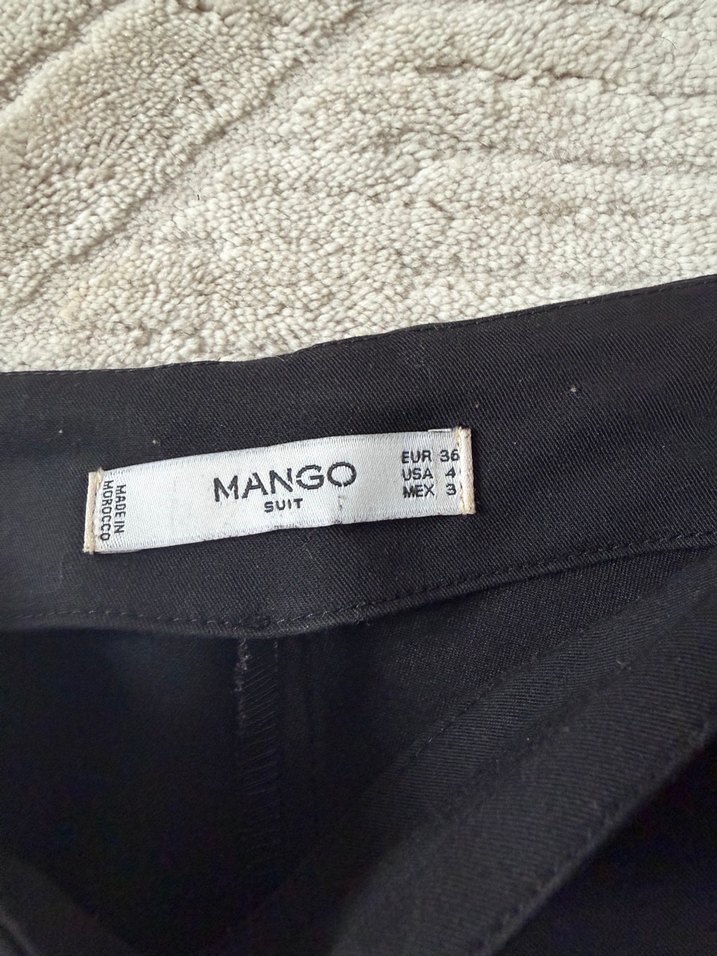 MADE IN
MOROCCO
MANGO
SUIT
EUR 36
USA 4
MEX 3